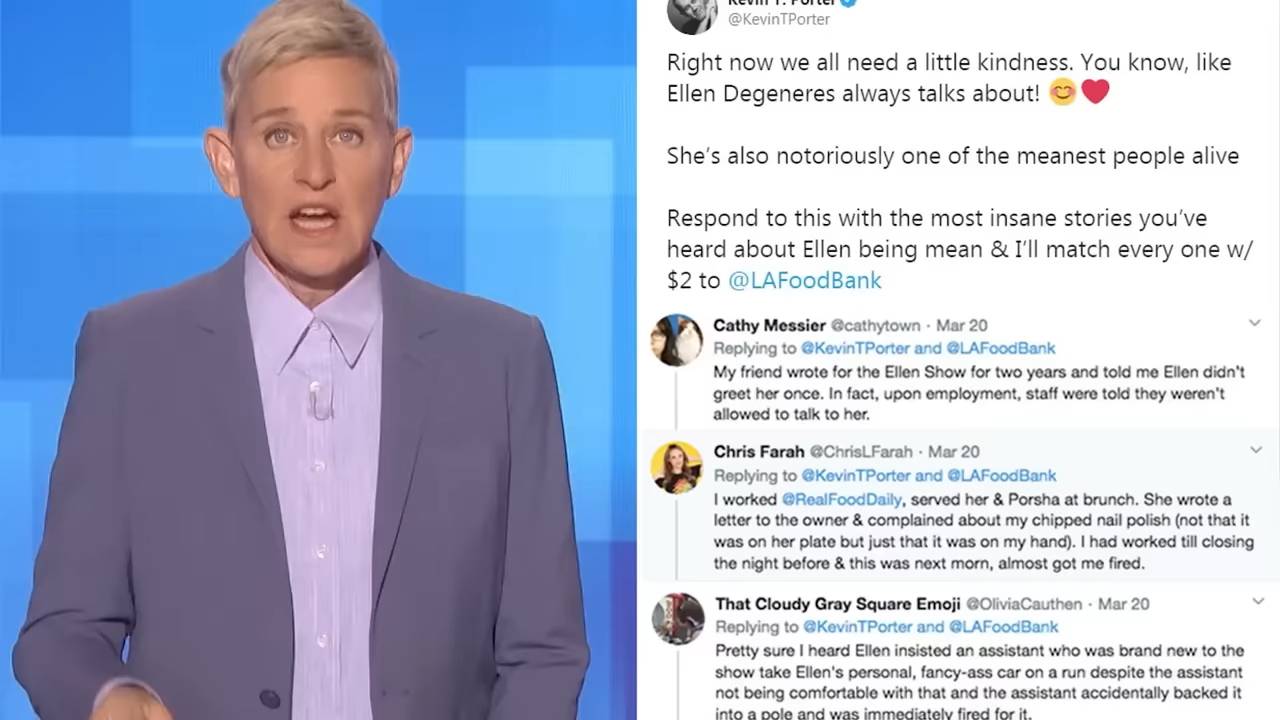 Kevin T. Porter
@KevinTPorter
Right now we all need a little kindness. You know, like
Ellen Degeneres always talks about! 😊❤️
She's also notoriously one of the meanest people alive
Respond to this with the most insane stories you've
heard about Ellen being mean & I'll match every one w/
$2 to @LAFoodBank
Cathy Messier @cathytown · Mar 20
Replying to @KevinTPorter and @LAFoodBank
My friend wrote for the Ellen Show for two years and told me Ellen didn't
greet her once. In fact, upon employment, staff were told they weren't
allowed to talk to her.
Chris Farah @ChrisLFarah · Mar 20
Replying to @KevinTPorter and @LAFoodBank
I worked @RealFoodDaily, served her & Porsha at brunch. She wrote a
letter to the owner & complained about my chipped nail polish (not that it
was on her plate but just that it was on my hand). I had worked till closing
the night before & this was next morn, almost got me fired.
That Cloudy Gray Square Emoji @OliviaCauthen · Mar 20
Replying to @KevinTPorter and @LAFoodBank
Pretty sure I heard Ellen insisted an assistant who was brand new to the
show take Ellen's personal, fancy-ass car on a run despite the assistant
not being comfortable with that and the assistant accidentally backed it
into a pole and was immediately fired for it.